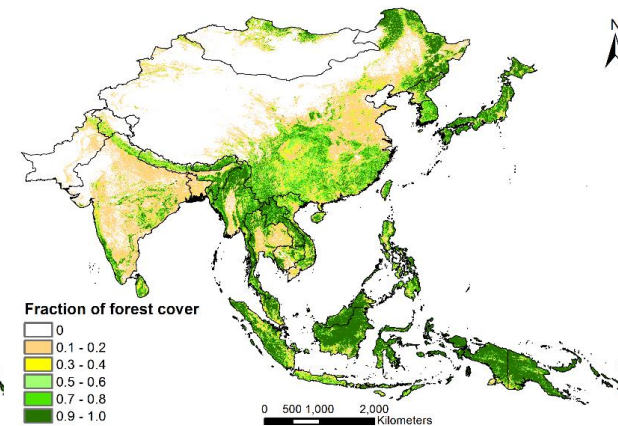 N
Fraction of forest cover
0
0.1 - 0.2
0.3 - 0.4
0.5 - 0.6
0.7 - 0.8
0.9 - 1.0
0 500 1,000 2,000
Kilometers